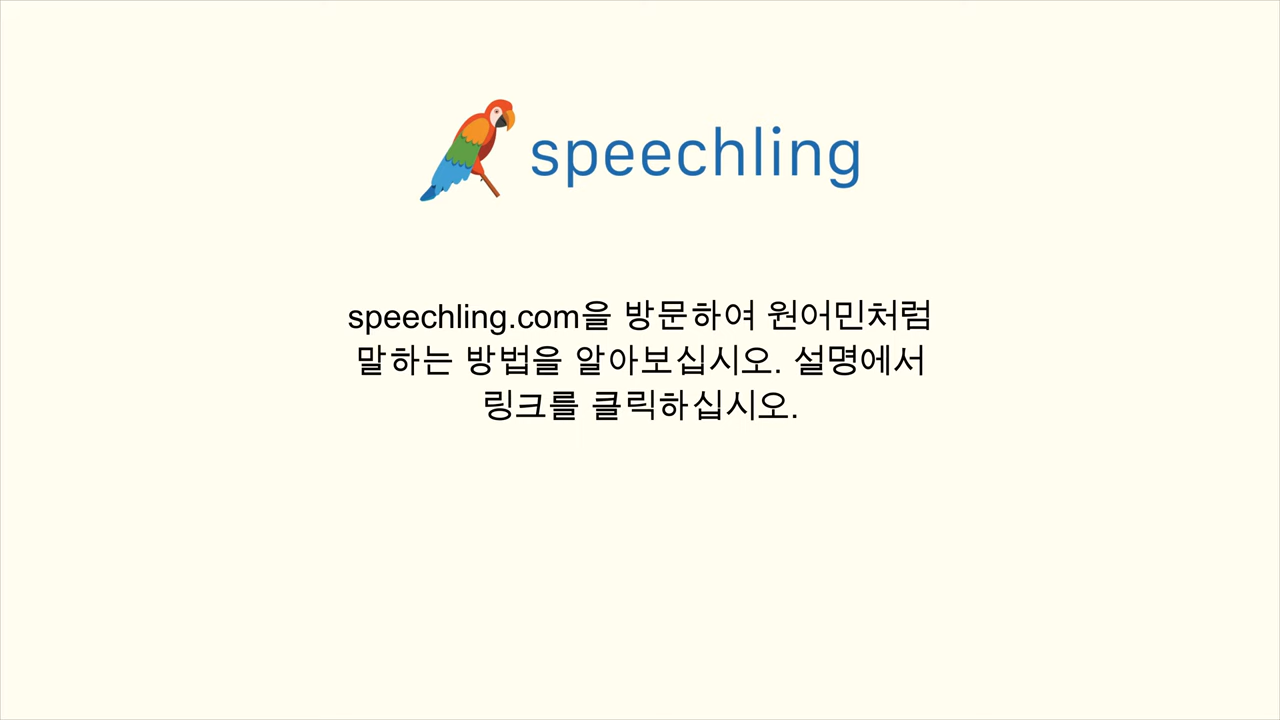 speechling
speechling.com을 방문하여 원어민처럼
말하는 방법을 알아보십시오. 설명에서
링크를 클릭하십시오.